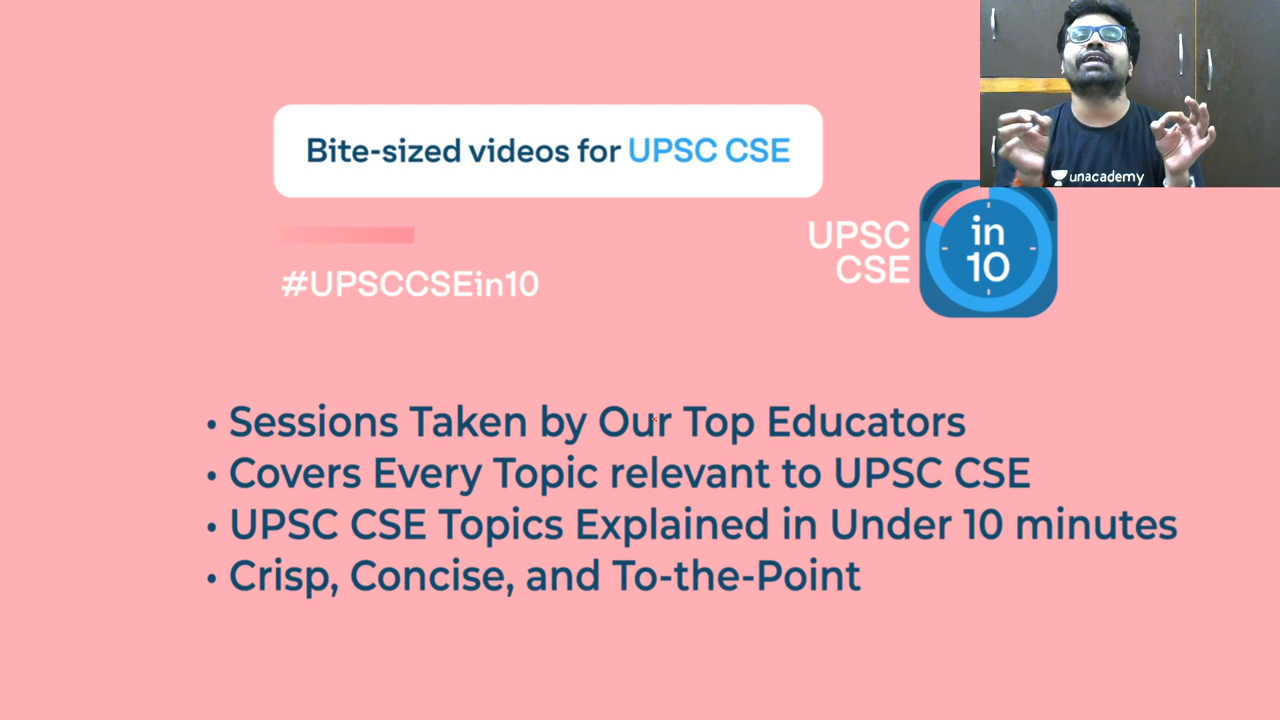 Bite-sized videos for UPSC CSE
unacademy
#UPSCCSEin10
UPSC
CSE
in
10
• Sessions Taken by Our Top Educators
• Covers Every Topic relevant to UPSC CSE
• UPSC CSE Topics Explained in Under 10 minutes
• Crisp, Concise, and To-the-Point